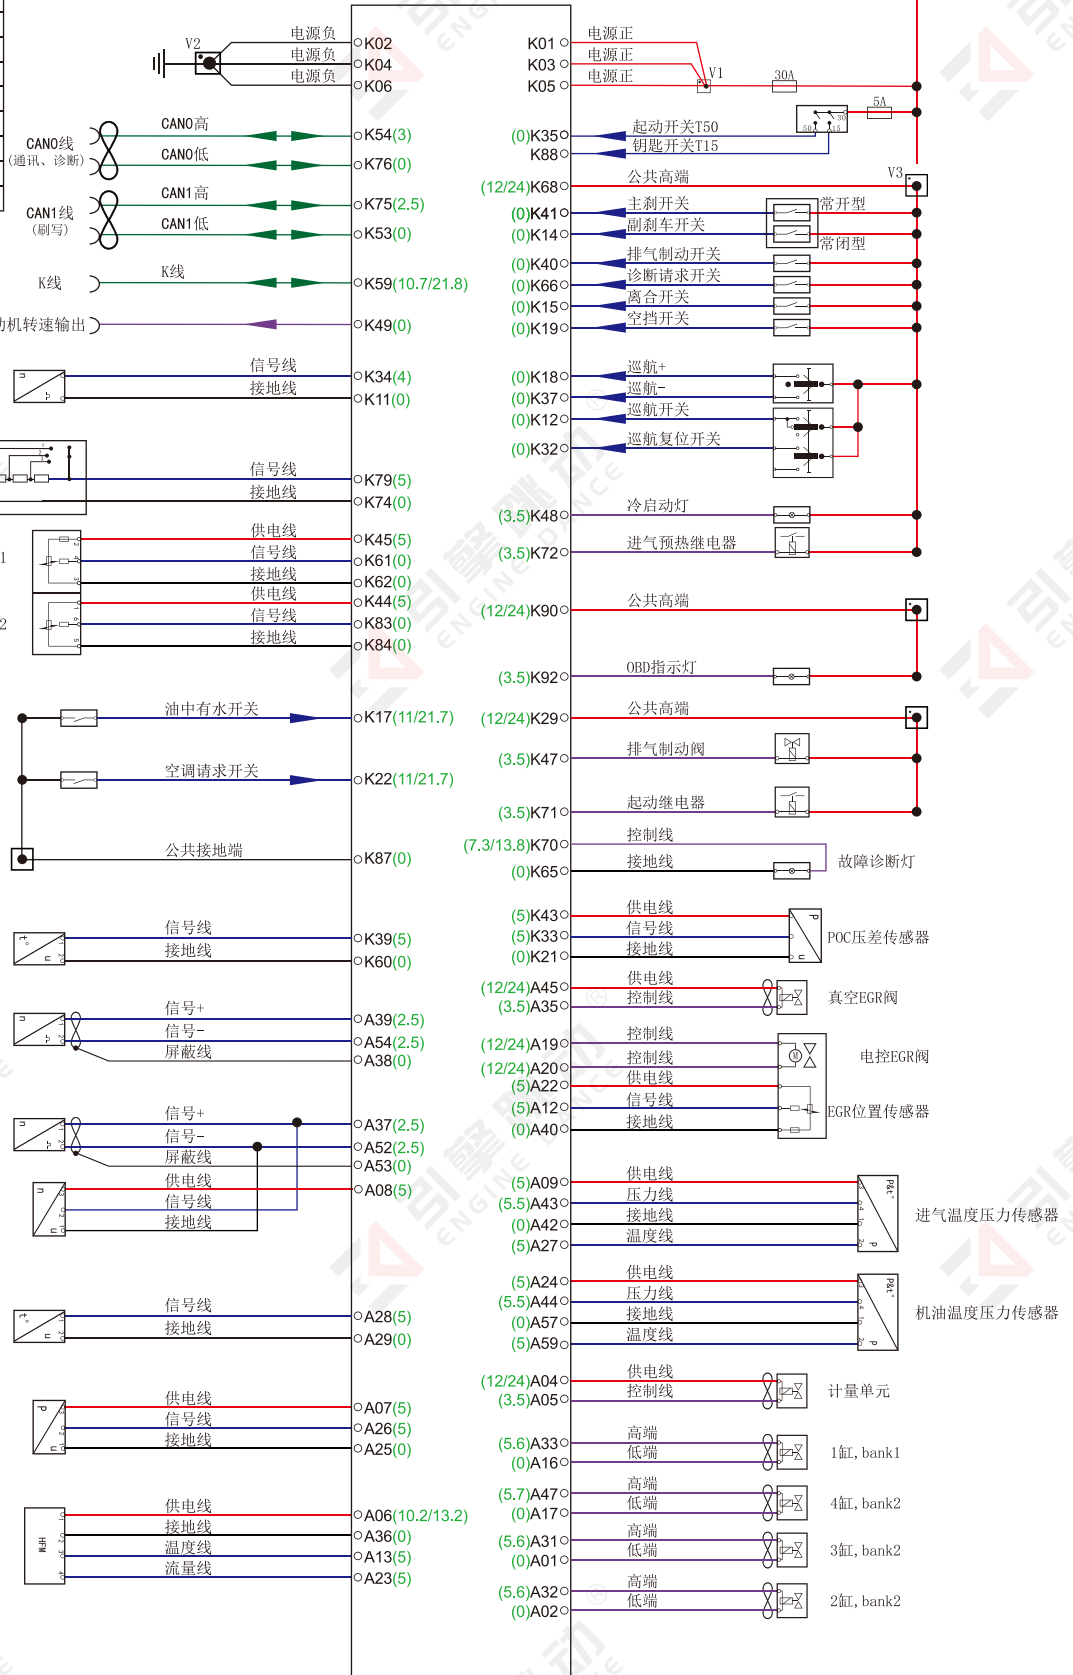 电源负 K02
V2 电源负 K04
电源负 K06
CAN0高 K54(3)
CAN0线
(通讯、诊断)
CAN0低 K76(0)
CAN1高 K75(2.5)
CAN1线
(刷写)
CAN1低 K53(0)
K线 K线 K59(10.7/21.8)
机转速输出 K49(0)
n 信号线 K34(4)
接地线 K11(0)
信号线 K79(5)
接地线 K74(0)
供电线 K45(5)
1 信号线 K61(0)
接地线 K62(0)
供电线 K44(5)
2 信号线 K83(0)
接地线 K84(0)
油中有水开关 K17(11/21.7)
空调请求开关 K22(11/21.7)
公共接地端 K87(0)
t° 信号线 K39(5)
u 接地线 K60(0)
n 信号+ A39(2.5)
信号- A54(2.5)
屏蔽线 A38(0)
n 信号+ A37(2.5)
信号- A52(2.5)
屏蔽线 A53(0)
n 供电线 A08(5)
信号线
u 接地线
t° 信号线 A28(5)
u 接地线 A29(0)
P 供电线 A07(5)
信号线 A26(5)
u 接地线 A25(0)
供电线 A06(10.2/13.2)
HFM 接地线 A36(0)
温度线 A13(5)
流量线 A23(5)
K01 电源正
K03 电源正
K05 电源正 V1 30A
5A
30
50 15
(0)K35 起动开关T50
K88 钥匙开关T15
V3
(12/24)K68 公共高端
(0)K41 主刹开关 常开型
(0)K14 副刹车开关 常闭型
(0)K40 排气制动开关
(0)K66 诊断请求开关
(0)K15 离合开关
(0)K19 空挡开关
(0)K18 巡航+
(0)K37 巡航-
(0)K12 巡航开关
(0)K32 巡航复位开关
(3.5)K48 冷启动灯
(3.5)K72 进气预热继电器
(12/24)K90 公共高端
(3.5)K92 OBD指示灯
(12/24)K29 公共高端
(3.5)K47 排气制动阀
(3.5)K71 起动继电器
(7.3/13.8)K70 控制线
(0)K65 接地线 故障诊断灯
(5)K43 供电线 P
(5)K33 信号线 POC压差传感器
(0)K21 接地线 u
(12/24)A45 供电线
(3.5)A35 控制线 真空EGR阀
(12/24)A19 控制线
M 电控EGR阀
(12/24)A20 控制线
(5)A22 供电线
(5)A12 信号线 EGR位置传感器
(0)A40 接地线
(5)A09 供电线 P&t°
(5.5)A43 压力线
(0)A42 接地线 进气温度压力传感器
(5)A27 温度线 P
(5)A24 供电线 P&t°
(5.5)A44 压力线 机油温度压力传感器
(0)A57 接地线
(5)A59 温度线 P
(12/24)A04 供电线
(3.5)A05 控制线 计量单元
(5.6)A33 高端
(0)A16 低端 1缸, bank1
(5.7)A47 高端
(0)A17 低端 4缸, bank2
(5.6)A31 高端
(0)A01 低端 3缸, bank2
(5.6)A32 高端
(0)A02 低端 2缸, bank2
引擎跳动
ENGINE DANCE